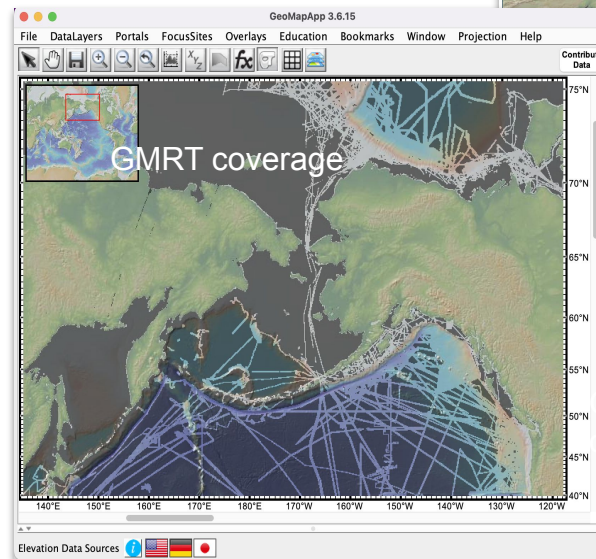 GeoMapApp 3.6.15
File DataLayers Portals FocusSites Overlays Education Bookmarks Window Projection Help
X Y Z fx Contribut
Data
GMRT coverage
75°N
70°N
65°N
60°N
55°N
50°N
45°N
40°N
140°E 150°E 160°E 170°E 180° 170°W 160°W 150°W 140°W 130°W 120°W
Elevation Data Sources i